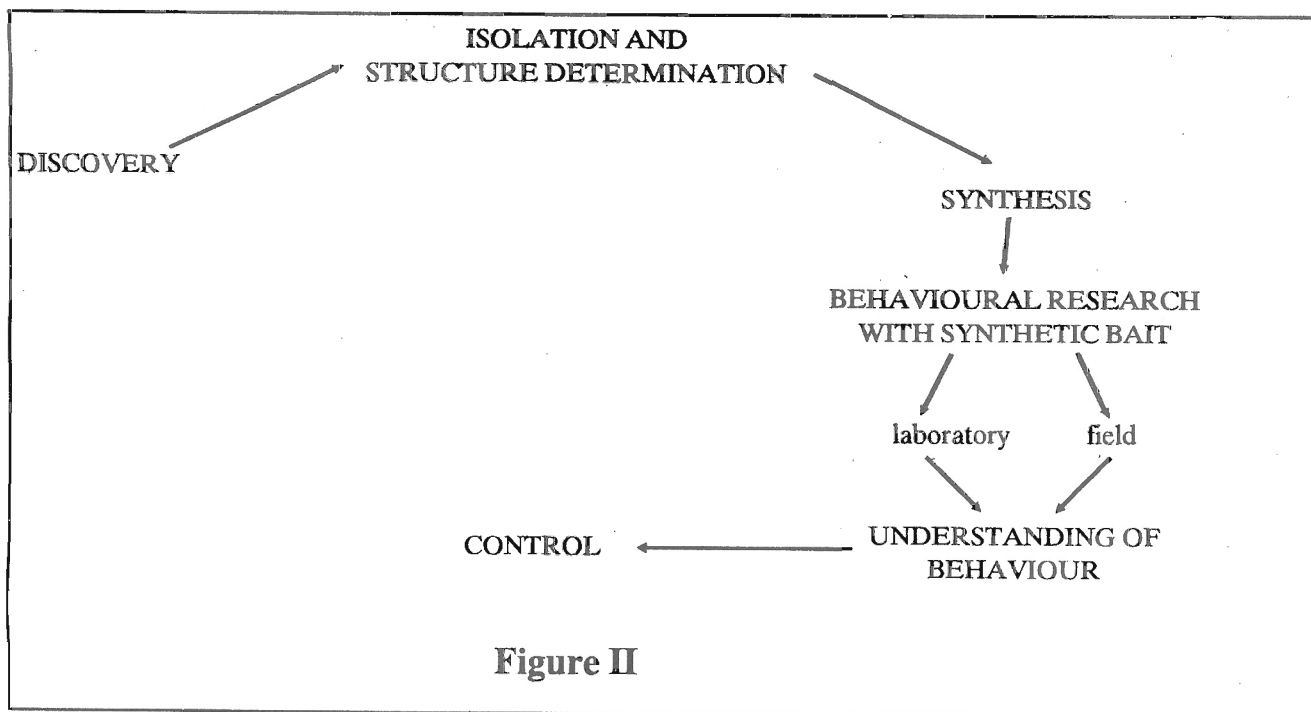 ISOLATION AND
STRUCTURE DETERMINATION
DISCOVERY
SYNTHESIS
BEHAVIOURAL RESEARCH
WITH SYNTHETIC BAIT
laboratory field
CONTROL
UNDERSTANDING OF
BEHAVIOUR
Figure II